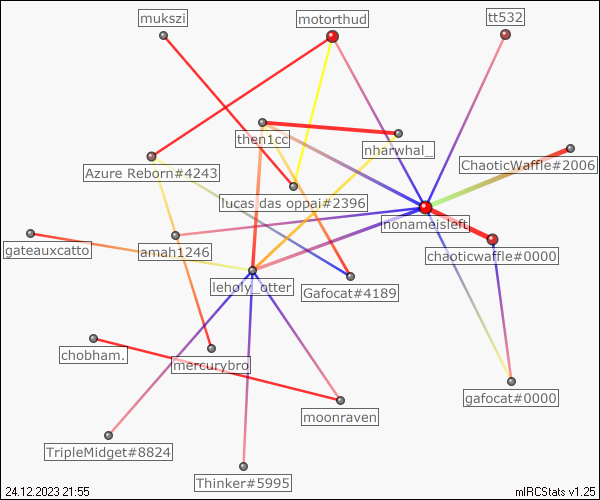 mukszi
motorthud
tt532
then1cc
nharwhal_
ChaoticWaffle#2006
Azure Reborn#4243
lucas das oppai#2396
nonameisleft
gateauxcatto
amah1246
chaoticwaffle#0000
leholy_otter
Gafocat#4189
chobham.
mercurybro
gafocat#0000
moonraven
TripleMidget#8824
Thinker#5995
24.12.2023 21:55
mIRCStats v1.25